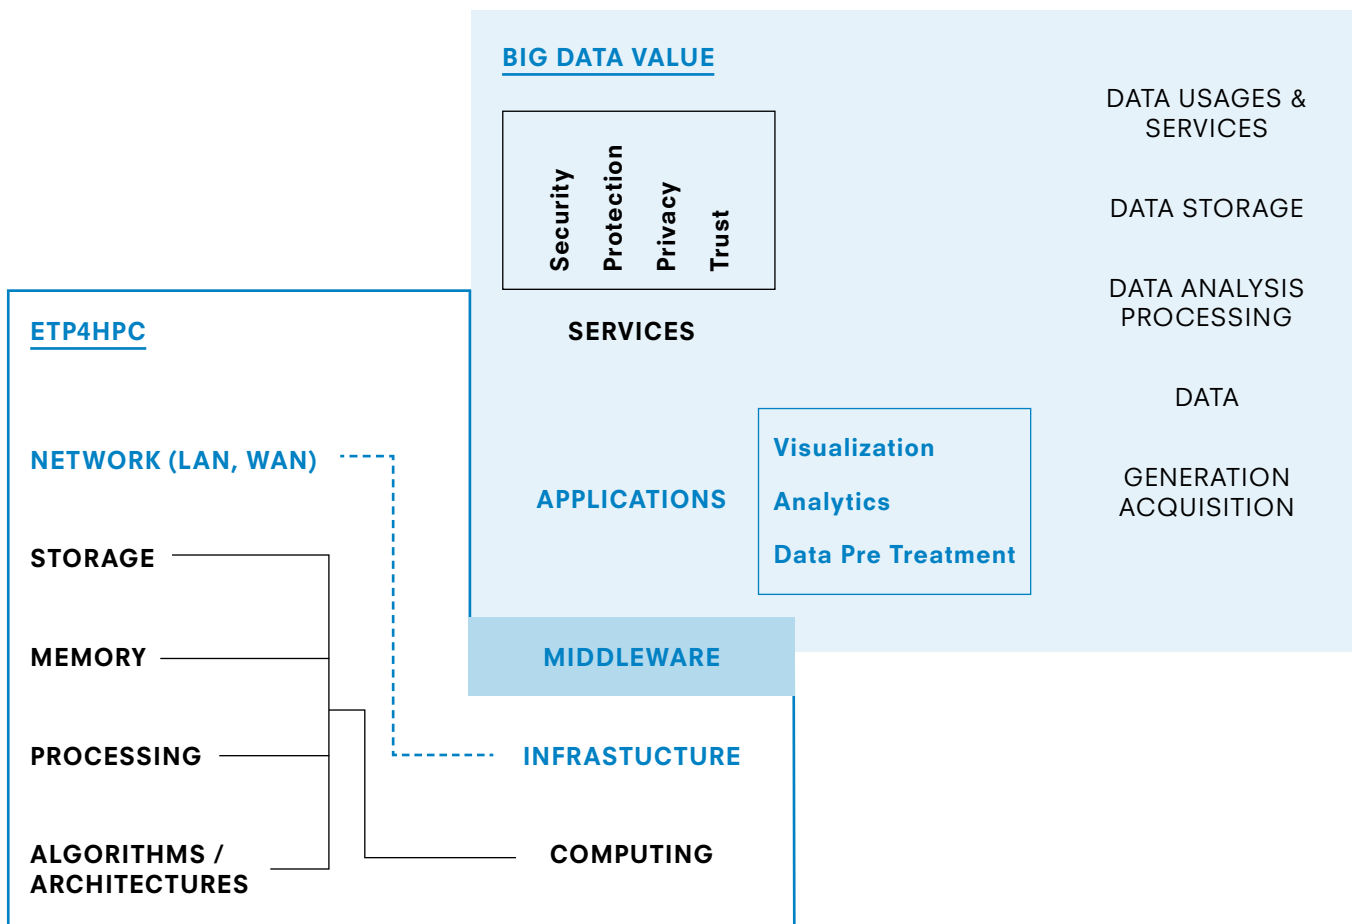 BIG DATA VALUE
Security
Protection
Privacy
Trust
SERVICES
DATA USAGES &
SERVICES
DATA STORAGE
DATA ANALYSIS
PROCESSING
DATA
GENERATION
ACQUISITION
APPLICATIONS
Visualization
Analytics
Data Pre Treatment
MIDDLEWARE
ETP4HPC
NETWORK (LAN, WAN)
STORAGE
MEMORY
PROCESSING
ALGORITHMS /
ARCHITECTURES
INFRASTUCTURE
COMPUTING